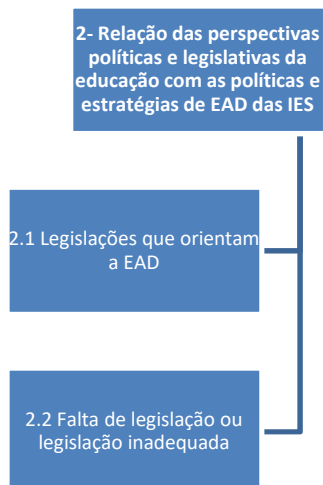 2- Relação das perspectivas
políticas e legislativas da
educação com as políticas e
estratégias de EAD das IES
2.1 Legislações que orientam
a EAD
2.2 Falta de legislação ou
legislação inadequada